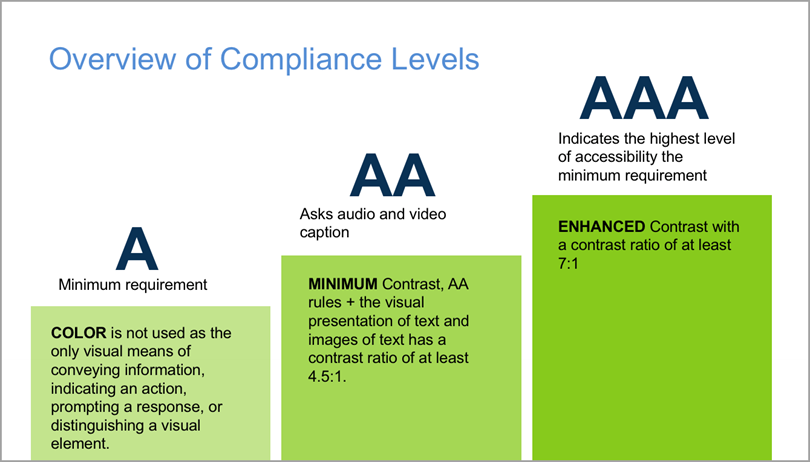 Overview of Compliance Levels
A
Minimum requirement
COLOR is not used as the
only visual means of
conveying information,
indicating an action,
prompting a response, or
distinguishing a visual
element.
AA
Asks audio and video
caption
MINIMUM Contrast, AA
rules + the visual
presentation of text and
images of text has a
contrast ratio of at least
4.5:1.
AAA
Indicates the highest level
of accessibility the
minimum requirement
ENHANCED Contrast with
a contrast ratio of at least
7:1